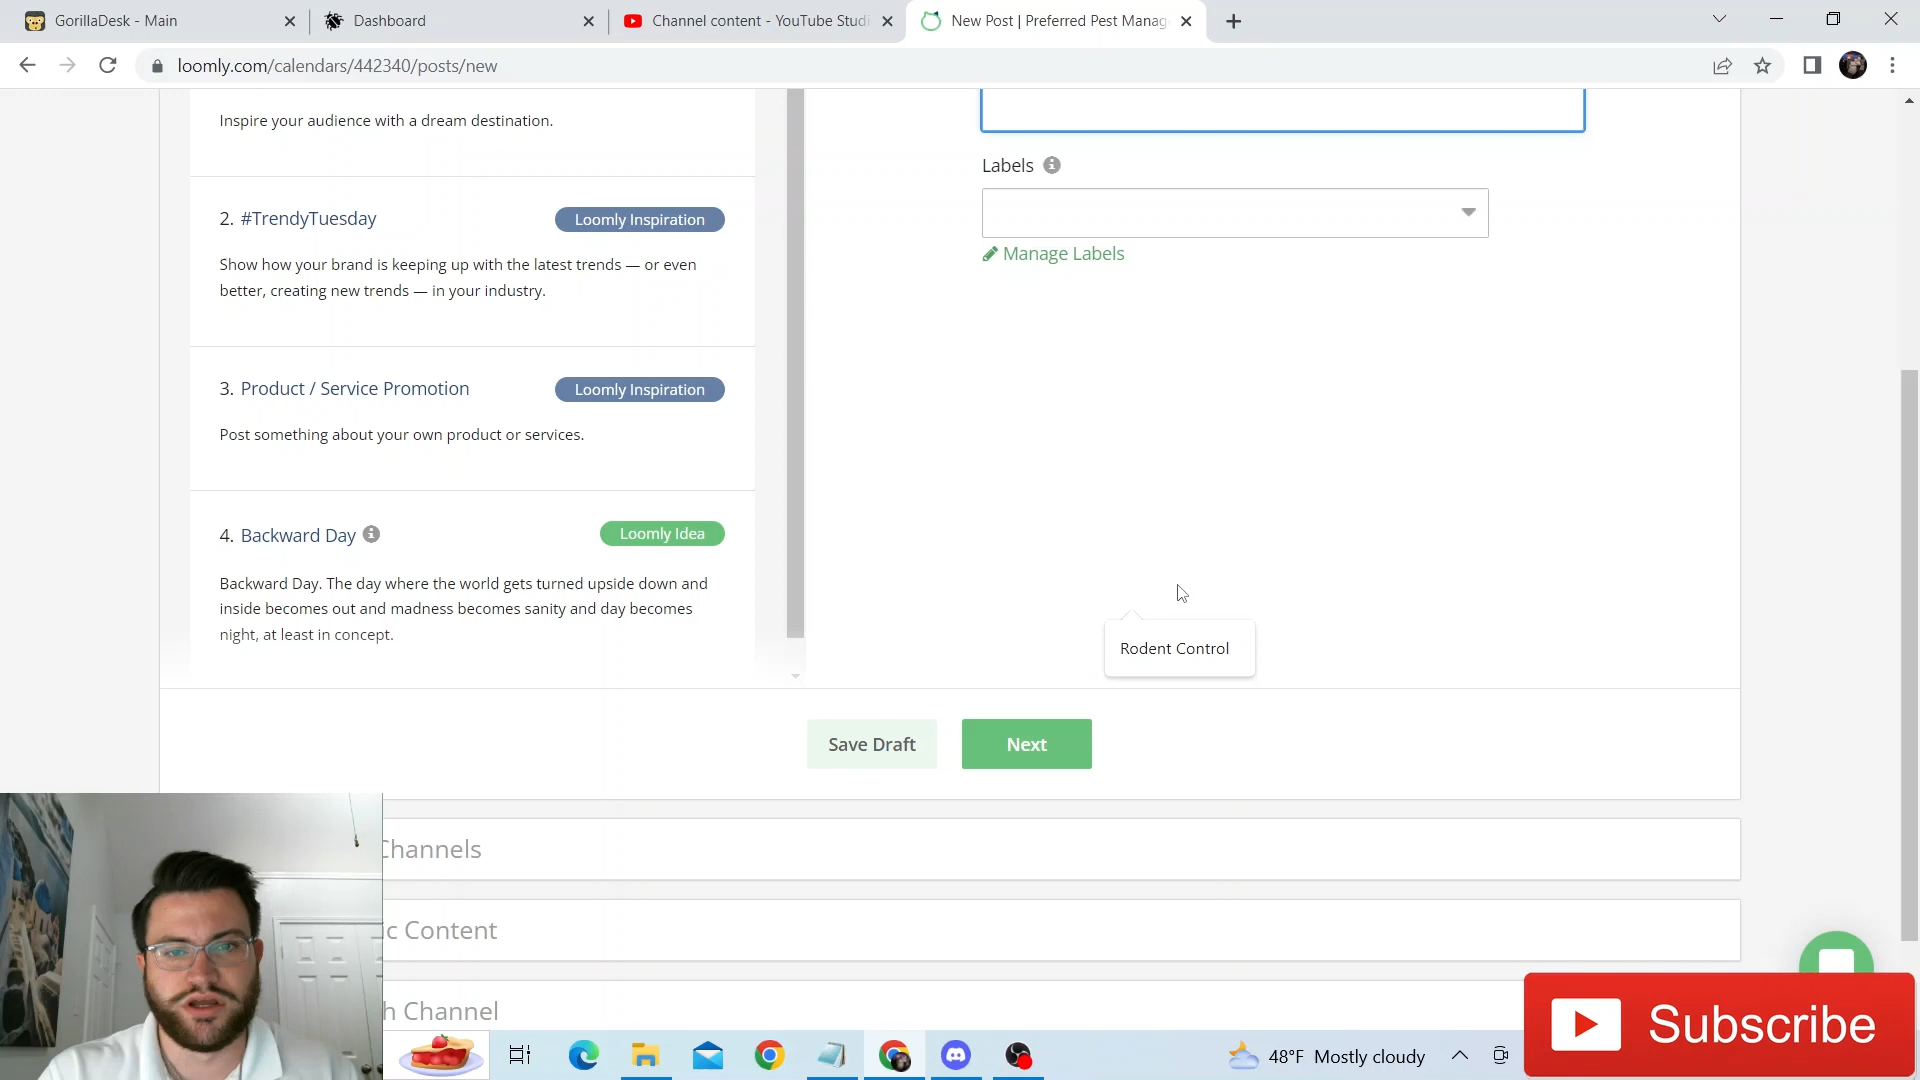 GorillaDesk - Main
Dashboard
Channel content - YouTube Studi
New Post | Preferred Pest Manag
loomly.com/calendars/442340/posts/new
Inspire your audience with a dream destination.
2. #TrendyTuesday
Loomly Inspiration
Show how your brand is keeping up with the latest trends — or even
better, creating new trends — in your industry.
3. Product / Service Promotion
Loomly Inspiration
Post something about your own product or services.
4. Backward Day
Loomly Idea
Backward Day. The day where the world gets turned upside down and
inside becomes out and madness becomes sanity and day becomes
night, at least in concept.
Labels
Manage Labels
Rodent Control
Save Draft
Next
Channels
c Content
h Channel
48°F Mostly cloudy
Subscribe